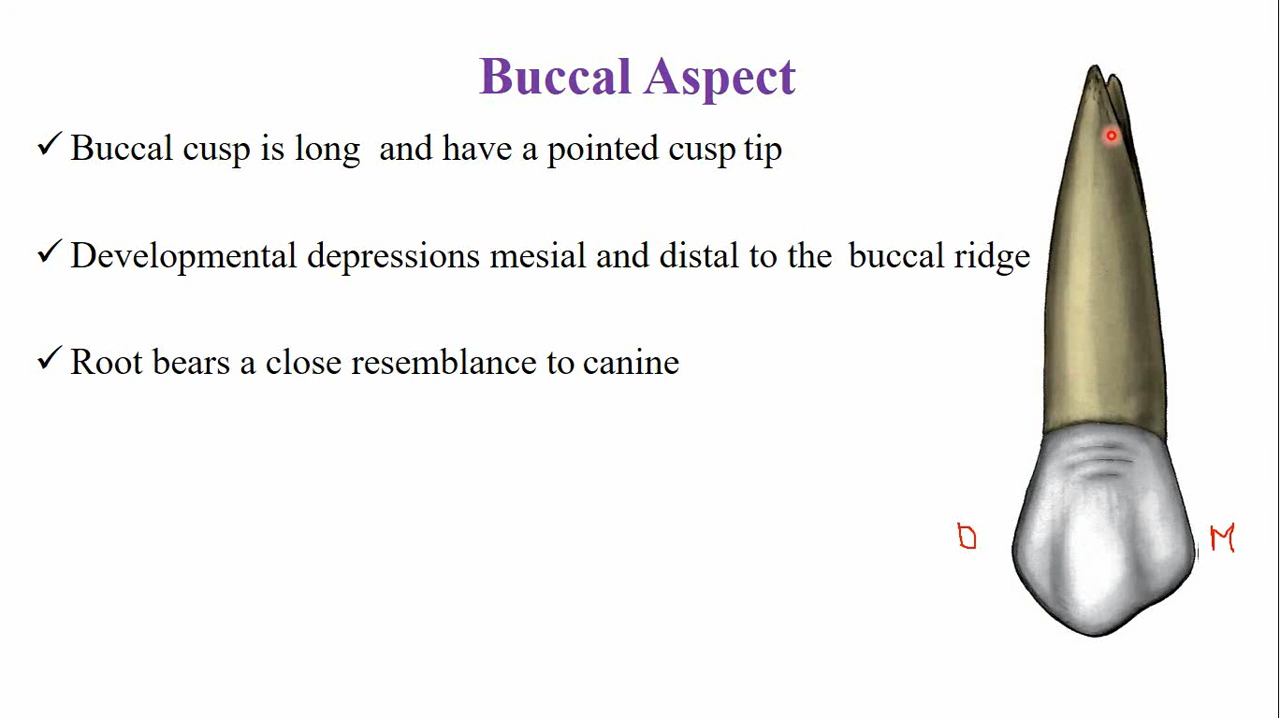 Buccal Aspect
✓ Buccal cusp is long and have a pointed cusp tip
✓ Developmental depressions mesial and distal to the buccal ridge
✓ Root bears a close resemblance to canine
D M